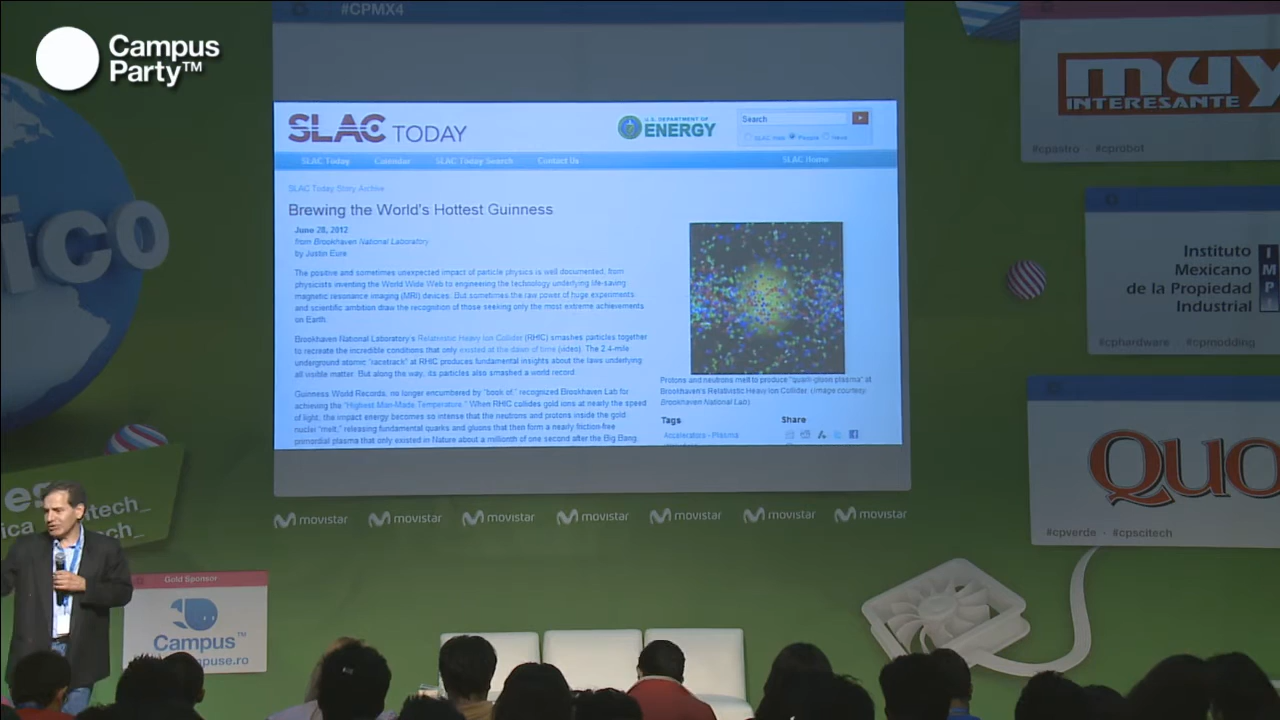 #CPMX4
Campus
Party™
SLAC TODAY
U.S. DEPARTMENT OF
ENERGY
Search
SLAC Web People News
SLAC Today Calendar SLAC Today Search Contact Us SLAC Home
SLAC Today Story Archive
Brewing the World's Hottest Guinness
June 28, 2012
from Brookhaven National Laboratory
by Justin Eure
The positive and sometimes unexpected impact of particle physics is well documented, from
physicists inventing the World Wide Web to engineering the technology underlying life-saving
magnetic resonance imaging (MRI) devices. But sometimes the raw power of huge experiments
and scientific ambition draw the recognition of those seeking only the most extreme achievements
on Earth.
Brookhaven National Laboratory's Relativistic Heavy Ion Collider (RHIC) smashes particles together
to recreate the incredible conditions that only existed at the dawn of time (video). The 2.4-mile
underground atomic "racetrack" at RHIC produces fundamental insights about the laws underlying
all visible matter. But along the way, its particles also smashed a world record.
Guinness World Records, no longer encumbered by "book of," recognized Brookhaven Lab for
achieving the "Highest Man-Made Temperature." When RHIC collides gold ions at nearly the speed
of light, the impact energy becomes so intense that the neutrons and protons inside the gold
nuclei "melt," releasing fundamental quarks and gluons that then form a nearly friction-free
primordial plasma that only existed in Nature about a millionth of one second after the Big Bang.
Protons and neutrons melt to produce "quark-gluon plasma" at
Brookhaven's Relativistic Heavy Ion Collider. (Image courtesy
Brookhaven National Lab)
Tags
Share
Accelerators - Plasma
muy
INTERESANTE
#cpastro · #cprobot
Instituto
Mexicano
de la Propiedad
Industrial
IMPI
#cphardware #cpmodding
Quo
#cpverde · #cpscitech
ico
es
ica
itech_
ch_
movistar movistar movistar movistar movistar movistar movistar
Gold Sponsor
Campus™
mpuse.ro